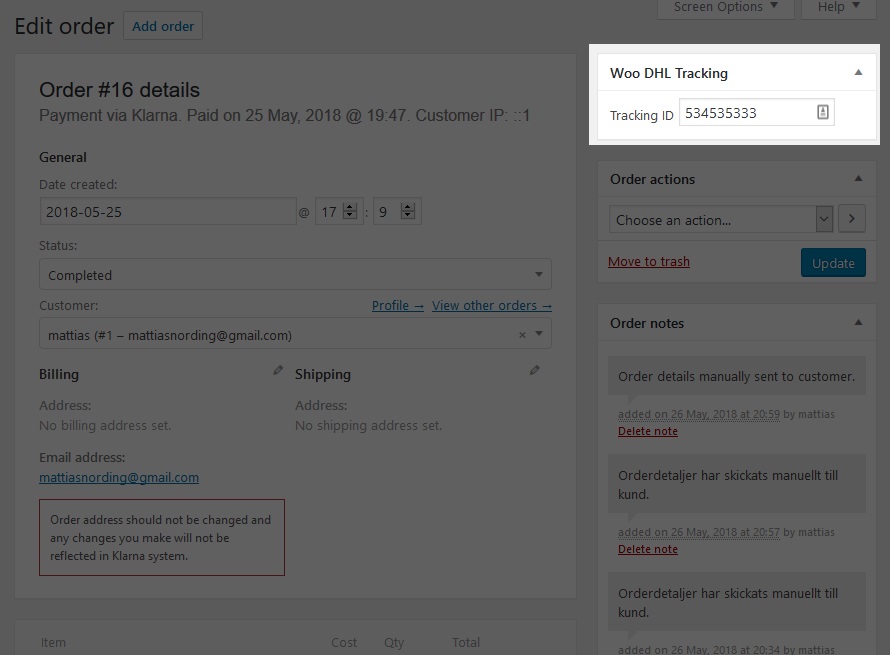 Screen Options
Help
Edit order
Add order
Order #16 details
Payment via Klarna. Paid on 25 May, 2018 @ 19:47. Customer IP: ::1
General
Date created:
2018-05-25 @ 17 : 9
Status:
Completed
Customer:
Profile →
View other orders →
mattias (#1 – mattiasnording@gmail.com) ×
Billing
Address:
No billing address set.
Email address:
mattiasnording@gmail.com
Order address should not be changed and
any changes you make will not be
reflected in Klarna system.
Shipping
Address:
No shipping address set.
Item
Cost
Qty
Total
Woo DHL Tracking
Tracking ID 534535333
Order actions
Choose an action...
Move to trash
Update
Order notes
Order details manually sent to customer.
added on 26 May, 2018 at 20:59 by mattias
Delete note
Orderdetaljer har skickats manuellt till
kund.
added on 26 May, 2018 at 20:57 by mattias
Delete note
Orderdetaljer har skickats manuellt till
kund.
added on 26 May, 2018 at 20:34 by mattias